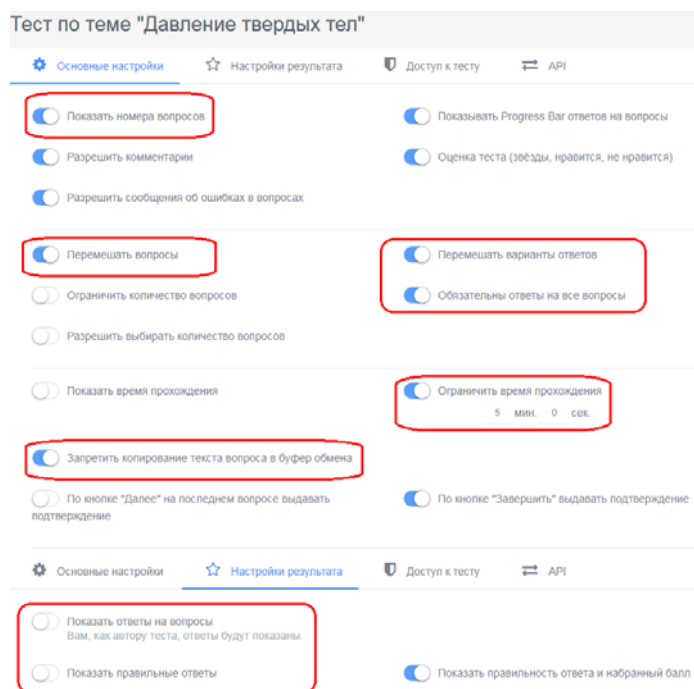 Тест по теме "Давление твердых тел"
Основные настройки Настройки результата Доступ к тесту API
Показать номера вопросов Показывать Progress Bar ответов на вопросы
Разрешить комментарии Оценка теста (звёзды, нравится, не нравится)
Разрешить сообщения об ошибках в вопросах
Перемешать вопросы Перемешать варианты ответов
Ограничить количество вопросов Обязательны ответы на все вопросы
Разрешить выбирать количество вопросов
Показать время прохождения Ограничить время прохождения
5 мин. 0 сек.
Запретить копирование текста вопроса в буфер обмена
По кнопке "Далее" на последнем вопросе выдавать По кнопке "Завершить" выдавать подтверждение
подтверждение
Основные настройки Настройки результата Доступ к тесту API
Показать ответы на вопросы
Вам, как автору теста, ответы будут показаны.
Показать правильные ответы Показать правильность ответа и набранный балл